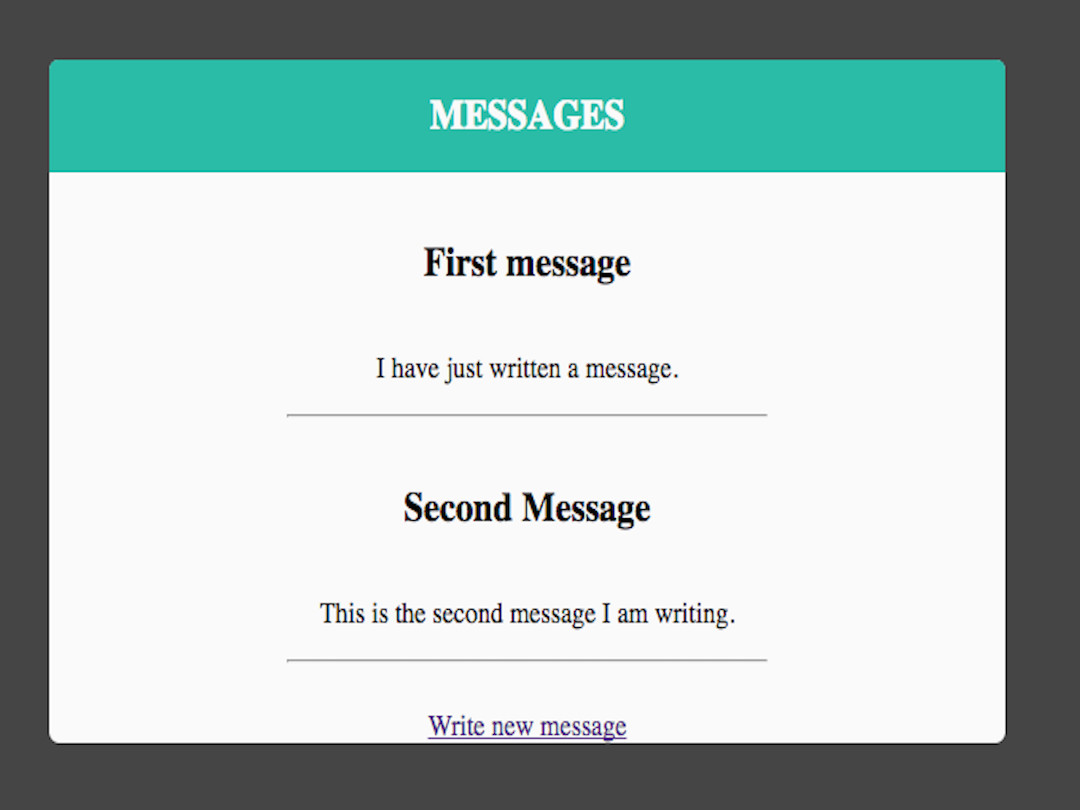 MESSAGES
First message
I have just written a message.
Second Message
This is the second message I am writing.
Write new message